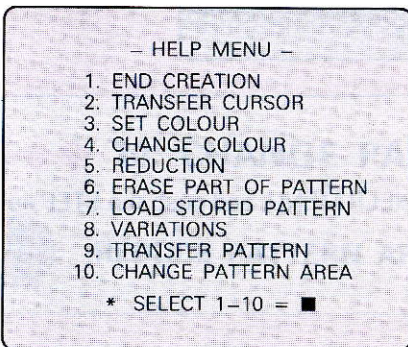 – HELP MENU –
1. END CREATION
2. TRANSFER CURSOR
3. SET COLOUR
4. CHANGE COLOUR
5. REDUCTION
6. ERASE PART OF PATTERN
7. LOAD STORED PATTERN
8. VARIATIONS
9. TRANSFER PATTERN
10. CHANGE PATTERN AREA
* SELECT 1–10 = ■